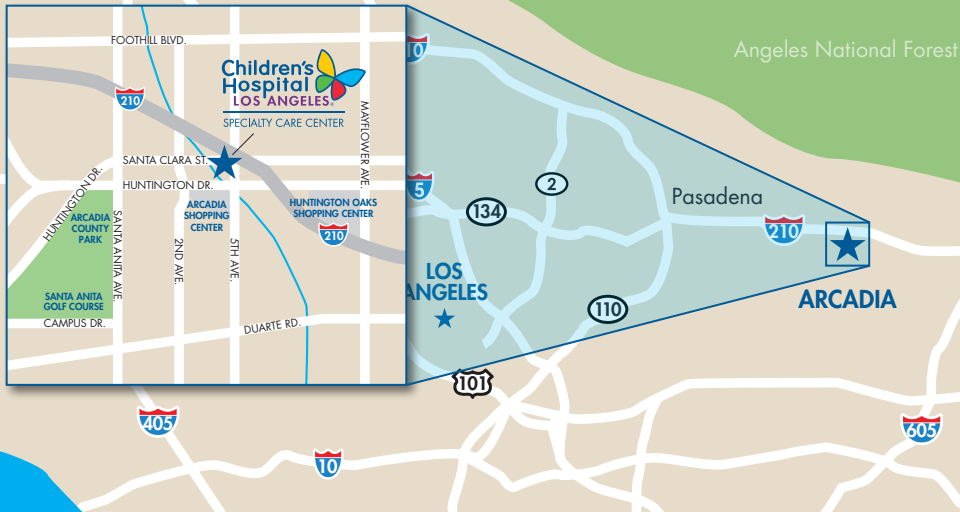 FOOTHILL BLVD.
210
Children's
Hospital
LOS ANGELES
SPECIALTY CARE CENTER
MAYFLOWER AVE.
SANTA CLARA ST.
HUNTINGTON DR.
HUNTINGTON DR.
ARCADIA
SHOPPING
CENTER
HUNTINGTON OAKS
SHOPPING CENTER
210
ARCADIA
COUNTY
PARK
SANTA ANITA AVE.
2ND AVE.
5TH AVE.
SANTA ANITA
GOLF COURSE
CAMPUS DR.
DUARTE RD.
10
Angeles National Forest
5
2
134
Pasadena
210
LOS
ANGELES
ARCADIA
110
101
405
10
605